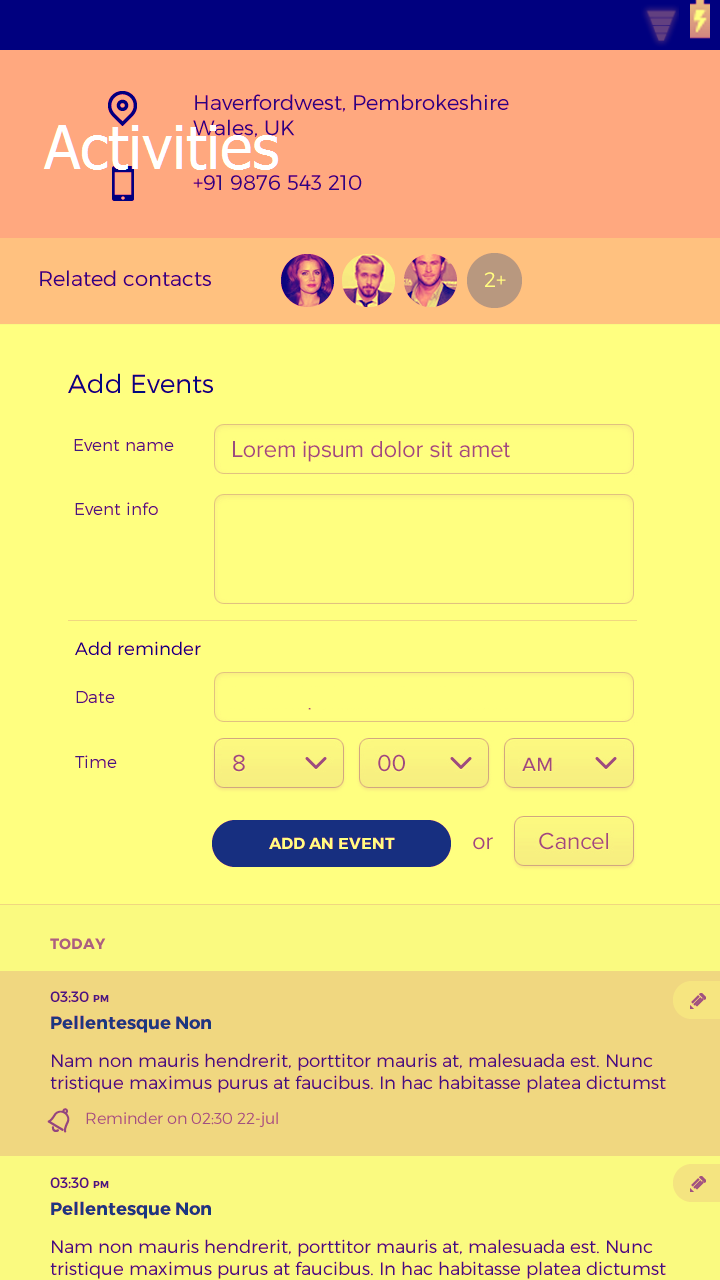 Haverfordwest, Pembrokeshire
Wales, UK
Activities
+91 9876 543 210
Related contacts
2+
Add Events
Event name
Lorem ipsum dolor sit amet
Event info
Add reminder
Date
.
Time
8
00
AM
ADD AN EVENT
or
Cancel
TODAY
03:30 PM
Pellentesque Non
Nam non mauris hendrerit, porttitor mauris at, malesuada est. Nunc
tristique maximus purus at faucibus. In hac habitasse platea dictumst
Reminder on 02:30 22-jul
03:30 PM
Pellentesque Non
Nam non mauris hendrerit, porttitor mauris at, malesuada est. Nunc
tristique maximus purus at faucibus. In hac habitasse platea dictumst